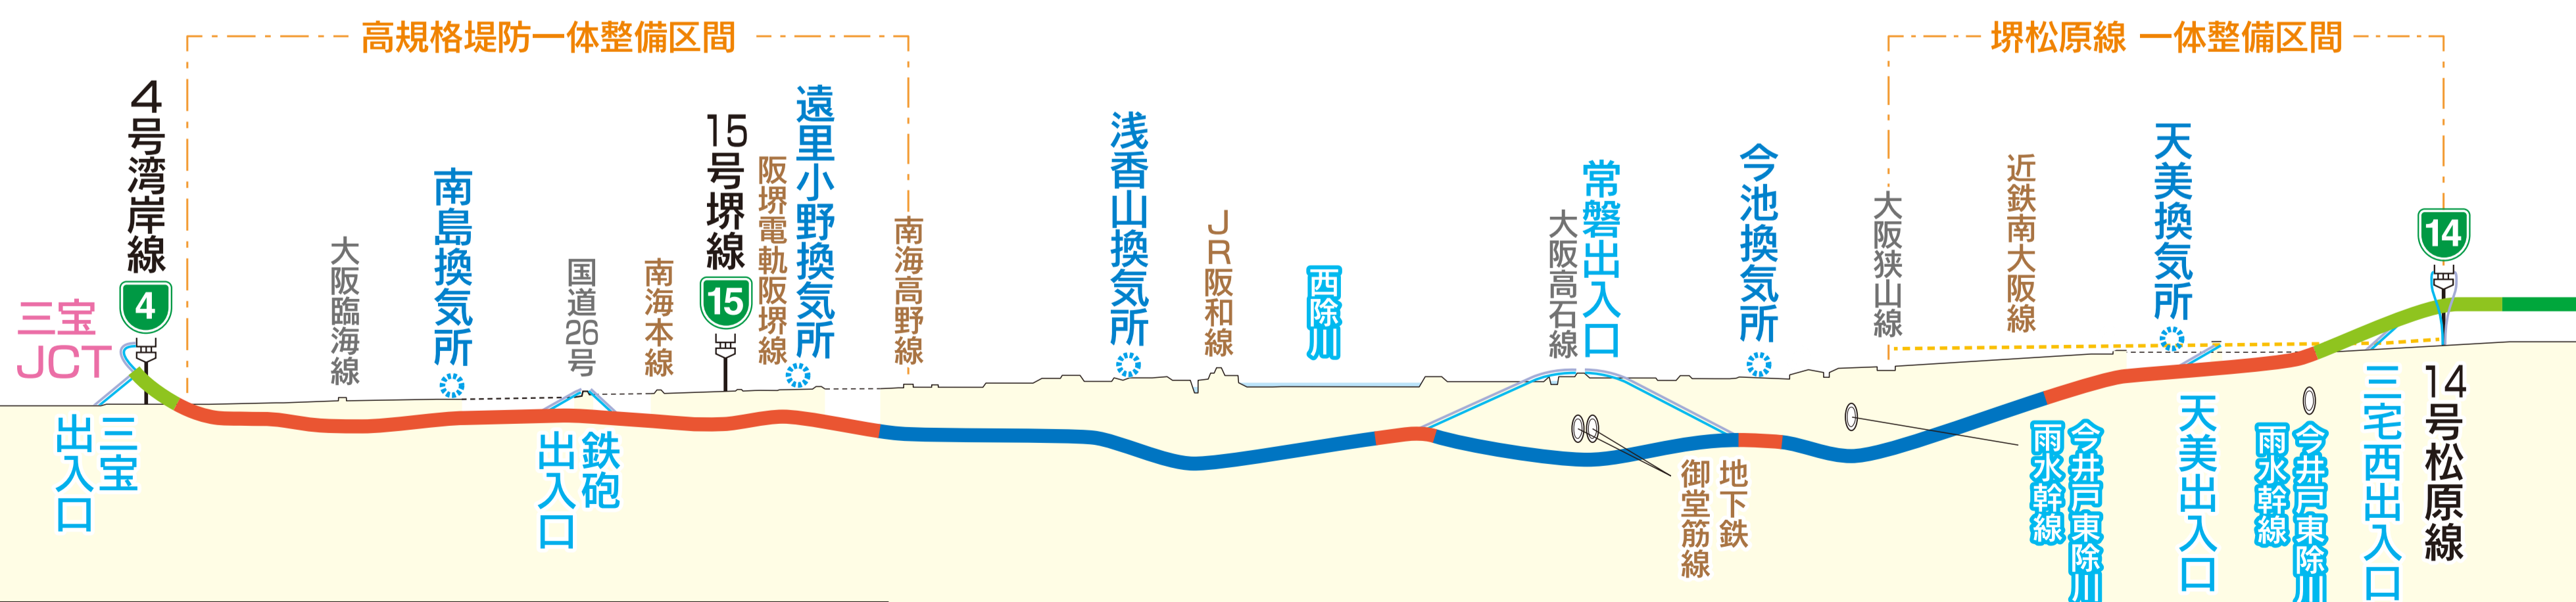 高規格堤防一体整備区間
堺松原線 一体整備区間
4号湾岸線
4
三宝
JCT
三宝
出入口
大阪臨海線
南島換気所
国道26号
鉄砲
出入口
南海本線
15号堺線
15
阪堺電軌阪堺線
遠里小野換気所
南海高野線
浅香山換気所
JR阪和線
西除川
大阪高石線
常磐出入口
地下鉄
御堂筋線
今池換気所
大阪狭山線
今井戸東除川
雨水幹線
近鉄南大阪線
天美換気所
天美出入口
今井戸東除川
雨水幹線
三宅西出入口
14
14号松原線